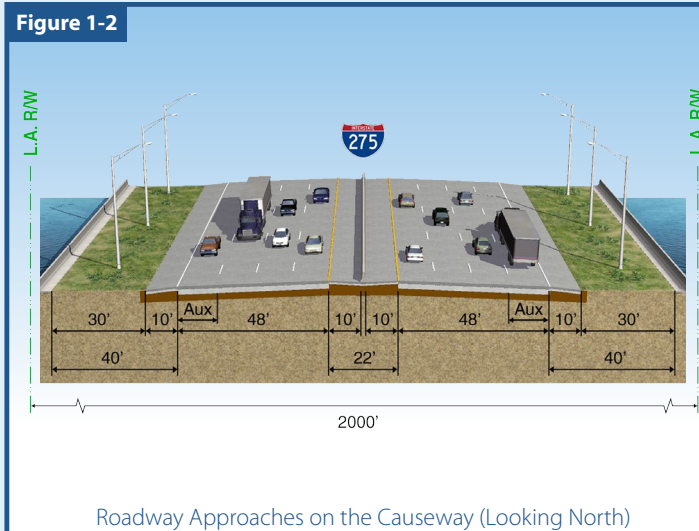 Figure 1-2
L.A. R/W
L.A. R/W
INTERSTATE
275
Aux
Aux
30' 10' 48' 10' 10' 48' 10' 30'
40' 22' 40'
2000'
Roadway Approaches on the Causeway (Looking North)